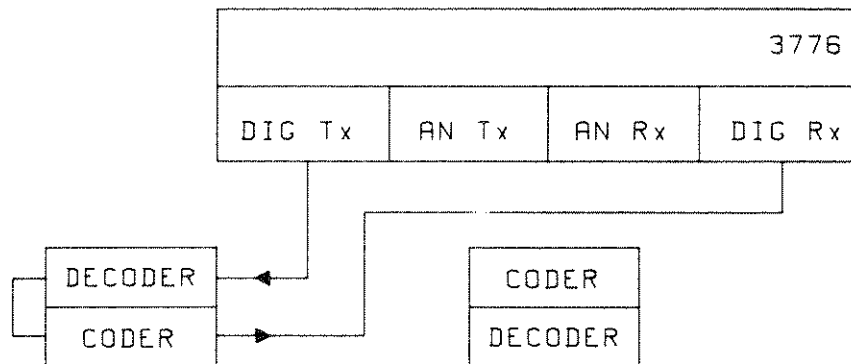 3776
DIG Tx AN Tx AN Rx DIG Rx
DECODER CODER
CODER DECODER